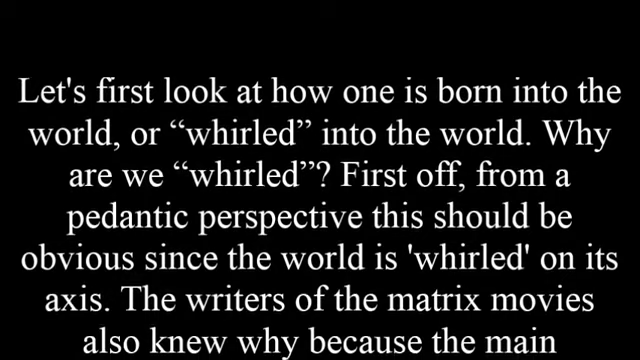 Let's first look at how one is born into the
world, or “whirled” into the world. Why
are we “whirled”? First off, from a
pedantic perspective this should be
obvious since the world is 'whirled' on its
axis. The writers of the matrix movies
also knew why because the main